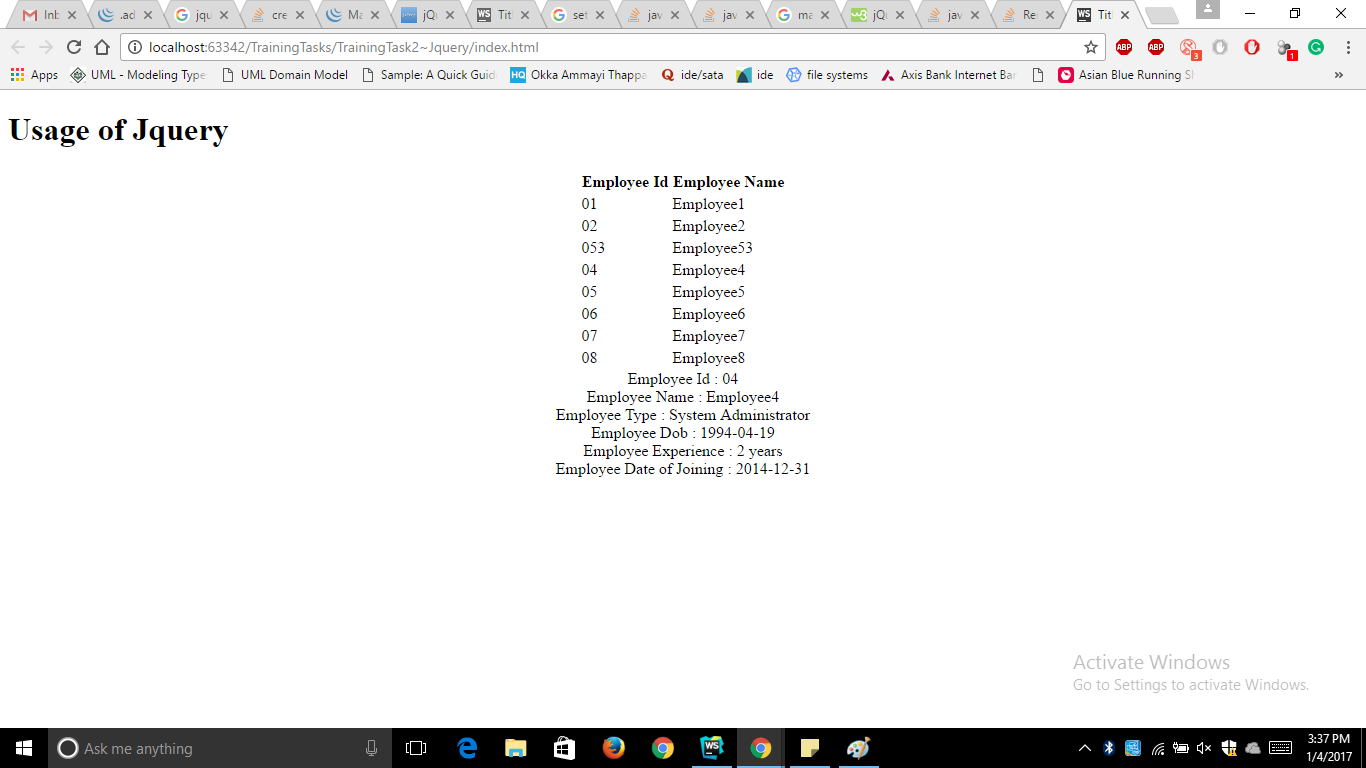 Inb .ad jqu cre Ma jQ Titl set jav jav ma jQu jav Re Titl
localhost:63342/TrainingTasks/TrainingTask2~Jquery/index.html
Apps UML - Modeling Type UML Domain Model Sample: A Quick Guid Okka Ammayi Thappa ide/sata ide file systems Axis Bank Internet Ban Asian Blue Running Sh »
Usage of Jquery
Employee Id Employee Name
01 Employee1
02 Employee2
053 Employee53
04 Employee4
05 Employee5
06 Employee6
07 Employee7
08 Employee8
Employee Id : 04
Employee Name : Employee4
Employee Type : System Administrator
Employee Dob : 1994-04-19
Employee Experience : 2 years
Employee Date of Joining : 2014-12-31
Activate Windows
Go to Settings to activate Windows.
Ask me anything
3:37 PM
1/4/2017